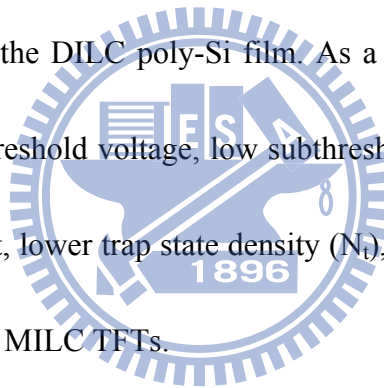 the DILC poly-Si film. As a
reshold voltage, low subthresh
, lower trap state density (Nt),
MILC TFTs.
E S A
1896